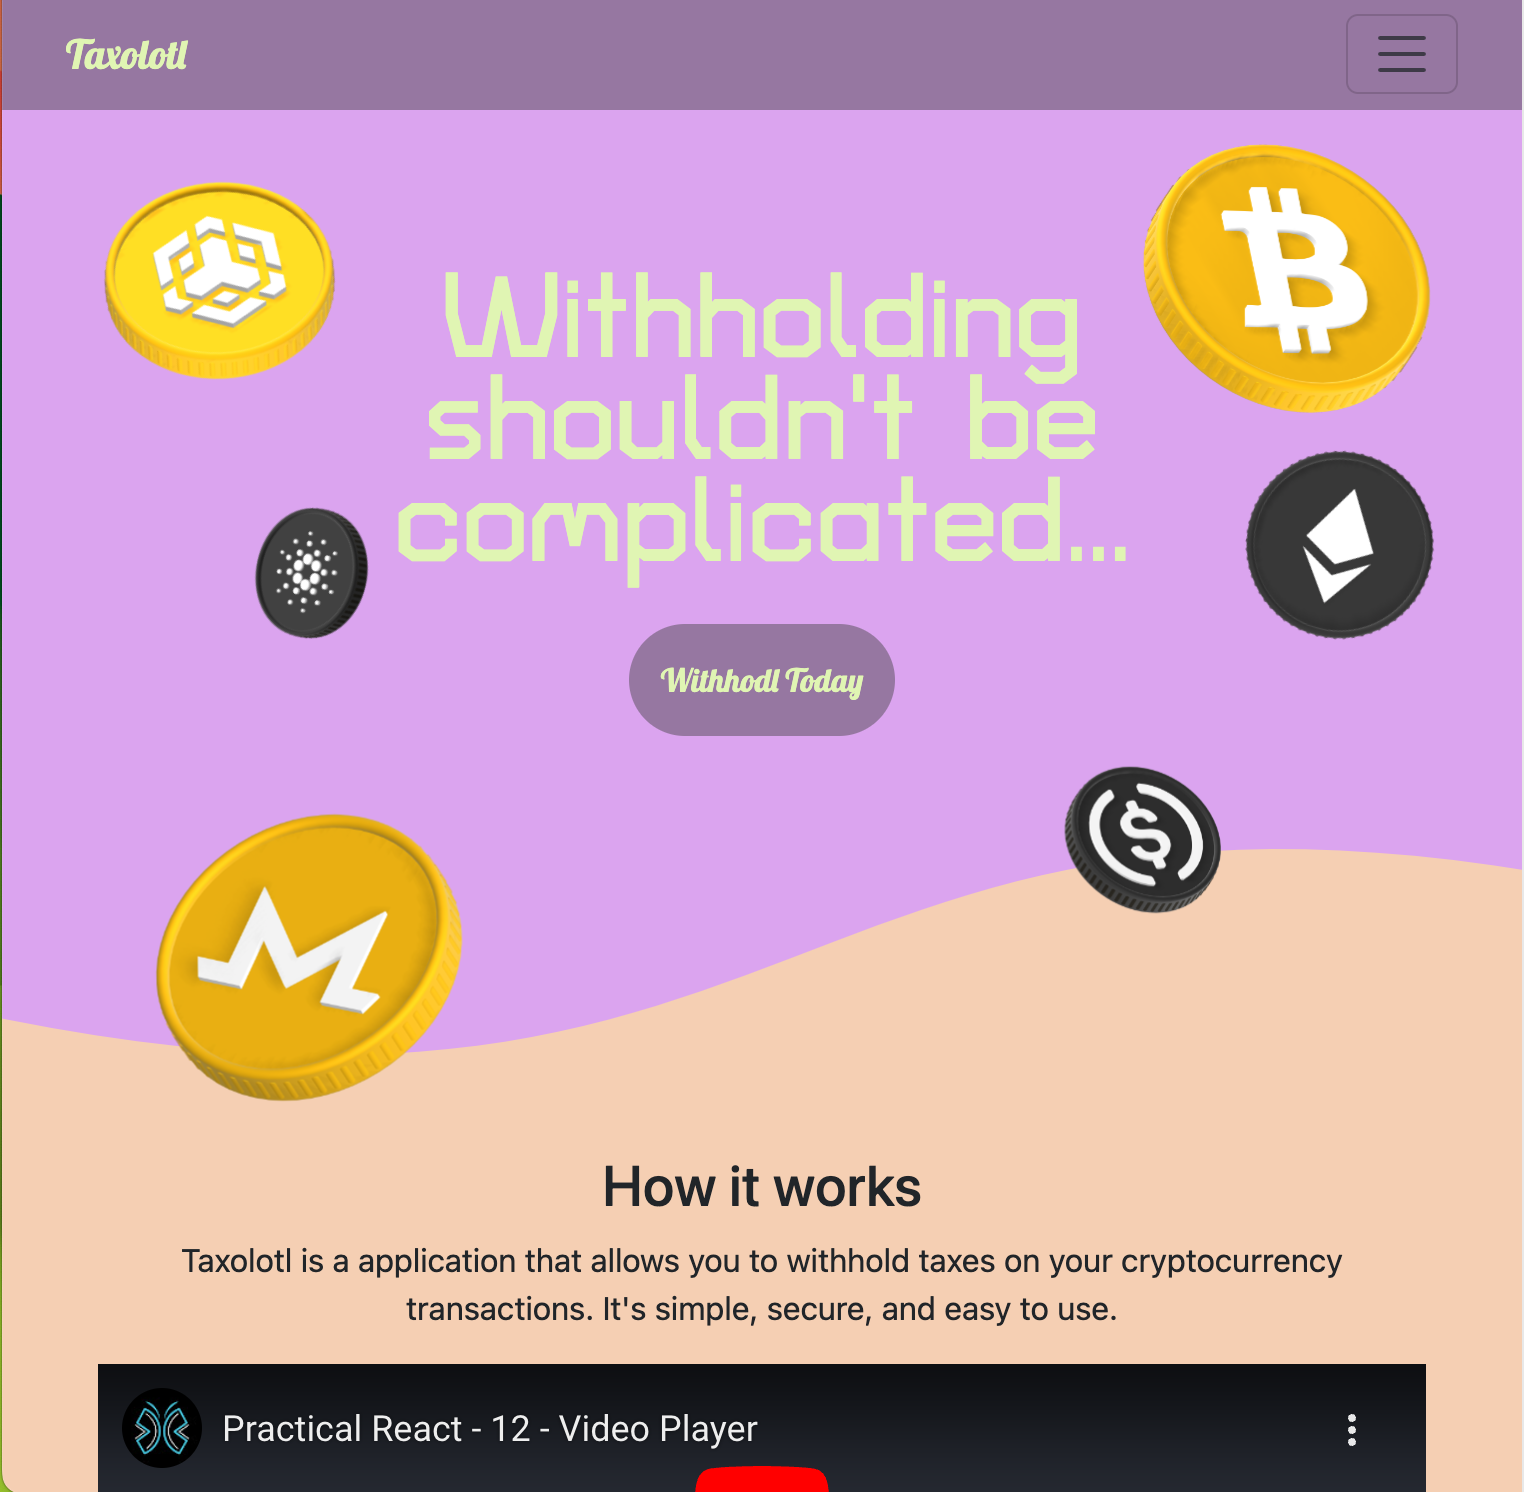 Taxolotl
Withholding
shouldn't be
complicated...
Withhodl Today
How it works
Taxolotl is a application that allows you to withhold taxes on your cryptocurrency
transactions. It's simple, secure, and easy to use.
Practical React - 12 - Video Player